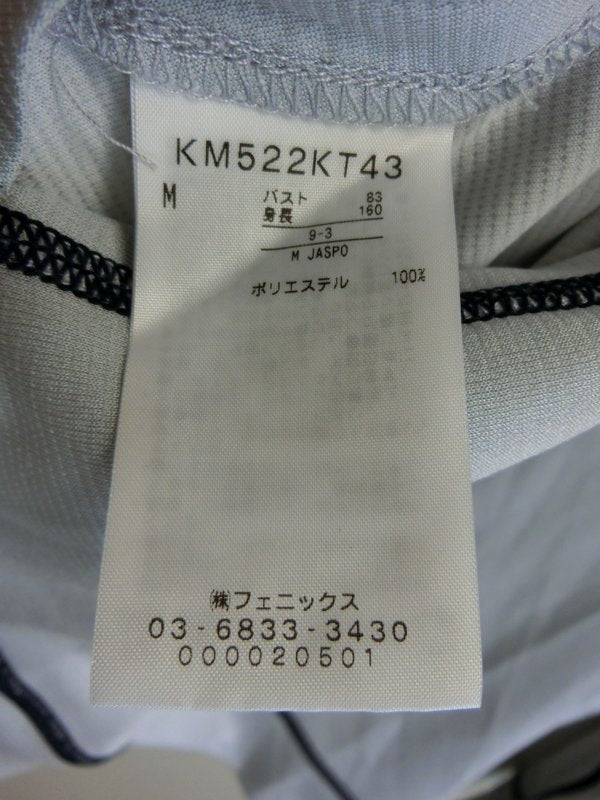 KM522KT43
M
バスト 83
身長 160
9-3
M JASPO
ポリエステル 100%
㈱フェニックス
03-6833-3430
000020501